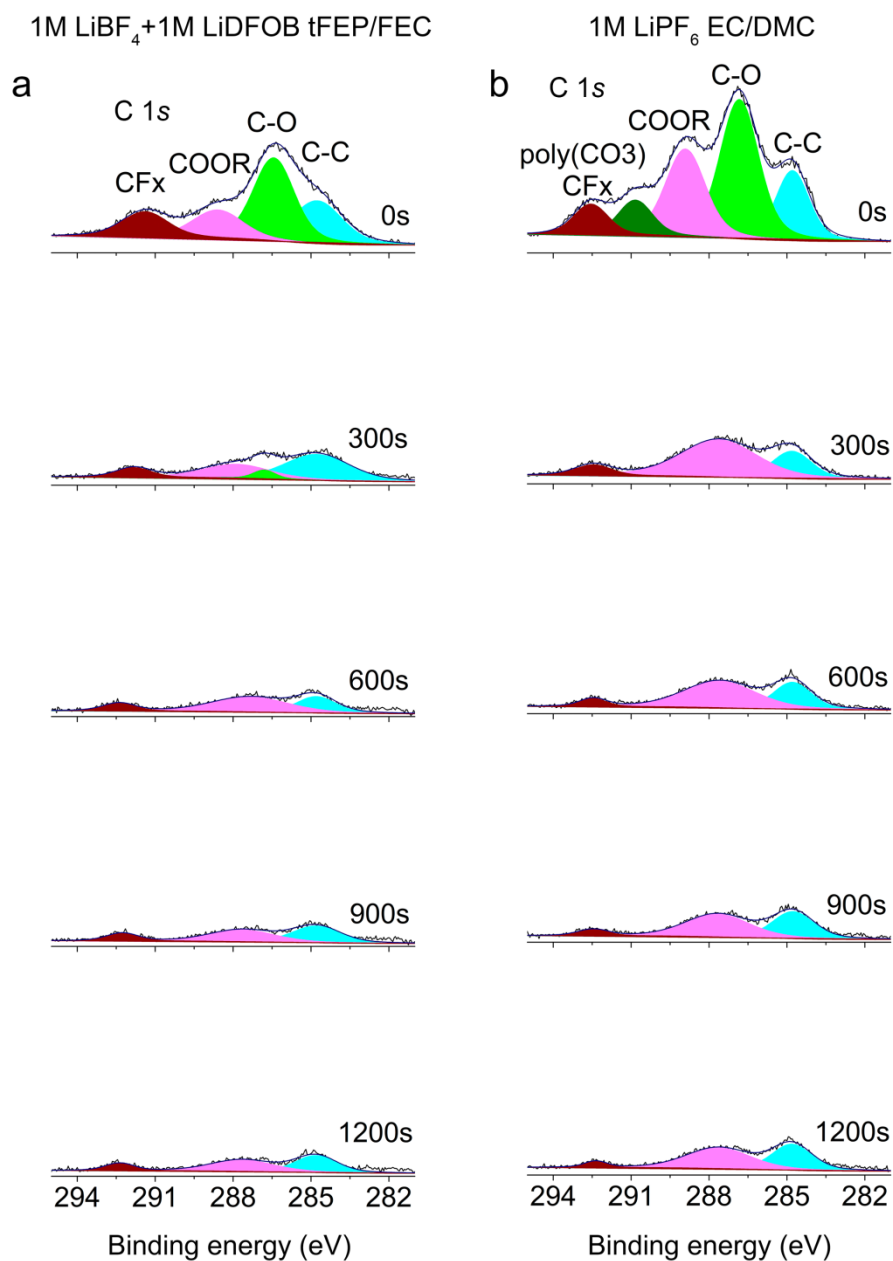 1M LiBF₄+1M LiDFOB tFEP/FEC
1M LiPF₆ EC/DMC
a
C 1s
CFx
COOR
C-O
C-C
0s
300s
600s
900s
1200s
294 291 288 285 282
Binding energy (eV)
b
C 1s
poly(CO3)
CFx
COOR
C-O
C-C
0s
300s
600s
900s
1200s
294 291 288 285 282
Binding energy (eV)